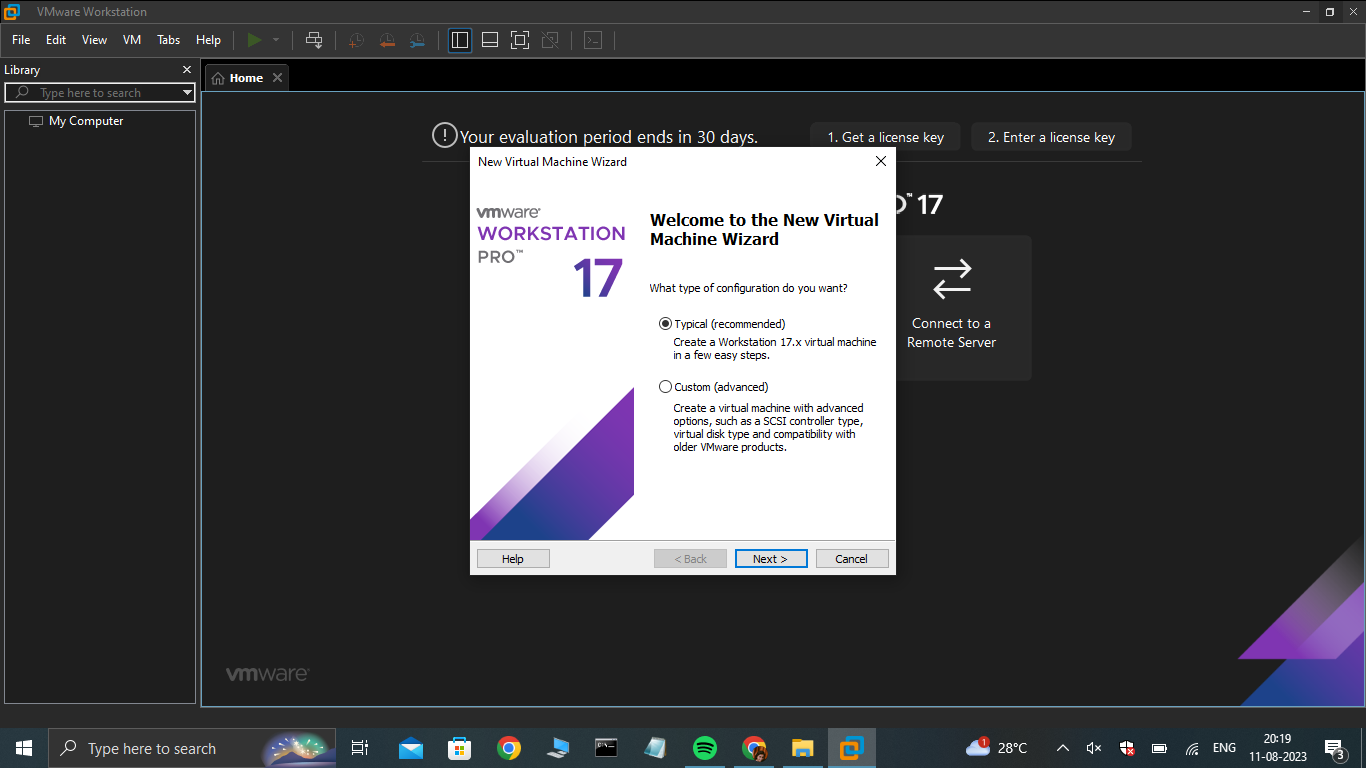 VMware Workstation
File Edit View VM Tabs Help
Library
Type here to search
My Computer
Home
Your evaluation period ends in 30 days.
1. Get a license key
2. Enter a license key
™ 17
Connect to a
Remote Server
New Virtual Machine Wizard
vmware®
WORKSTATION
PRO™
17
Welcome to the New Virtual
Machine Wizard
What type of configuration do you want?
Typical (recommended)
Create a Workstation 17.x virtual machine
in a few easy steps.
Custom (advanced)
Create a virtual machine with advanced
options, such as a SCSI controller type,
virtual disk type and compatibility with
older VMware products.
Help
< Back
Next >
Cancel
vmware®
Type here to search
1
28°C
ENG
20:19
11-08-2023
3